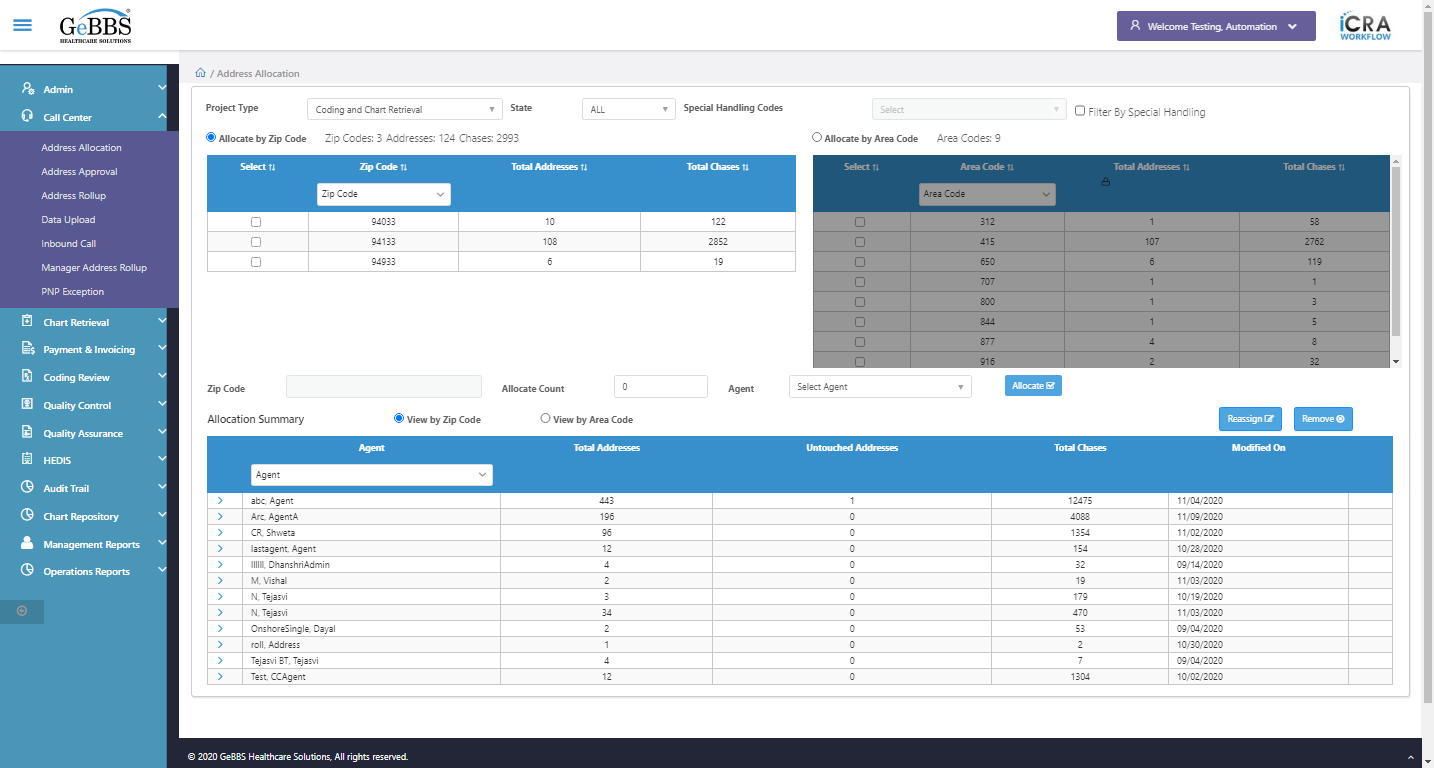 GeBBS
HEALTHCARE SOLUTIONS
Welcome Testing, Automation
iCRA
WORKFLOW
Admin
Call Center
Address Allocation
Address Approval
Address Rollup
Data Upload
Inbound Call
Manager Address Rollup
PNP Exception
Chart Retrieval
Payment & Invoicing
Coding Review
Quality Control
Quality Assurance
HEDIS
Audit Trail
Chart Repository
Management Reports
Operations Reports
/ Address Allocation
Project Type Coding and Chart Retrieval State ALL Special Handling Codes Select Filter By Special Handling
Allocate by Zip Code Zip Codes: 3 Addresses: 124 Chases: 2993
Select Zip Code Total Addresses Total Chases
Zip Code
94033 10 122
94133 108 2852
94933 6 19
Allocate by Area Code Area Codes: 9
Select Area Code Total Addresses Total Chases
Area Code
312 1 58
415 107 2762
650 6 119
707 1 1
800 1 3
844 1 5
877 4 8
916 2 32
Zip Code Allocate Count 0 Agent Select Agent Allocate
Allocation Summary View by Zip Code View by Area Code Reassign Remove
Agent Total Addresses Untouched Addresses Total Chases Modified On
Agent
abc, Agent 443 1 12475 11/04/2020
Arc, AgentA 196 0 4088 11/09/2020
CR, Shweta 96 0 1354 11/02/2020
lastagent, Agent 12 0 154 10/28/2020
DhanshriAdmin 4 0 32 09/14/2020
M, Vishal 2 0 19 11/03/2020
N, Tejasvi 3 0 179 10/19/2020
N, Tejasvi 34 0 470 11/03/2020
OnshoreSingle, Dayal 2 0 53 09/04/2020
roll, Address 1 0 2 10/30/2020
Tejasvi BT, Tejasvi 4 0 7 09/04/2020
Test, CCAgent 12 0 1304 10/02/2020
© 2020 GeBBS Healthcare Solutions, All rights reserved.